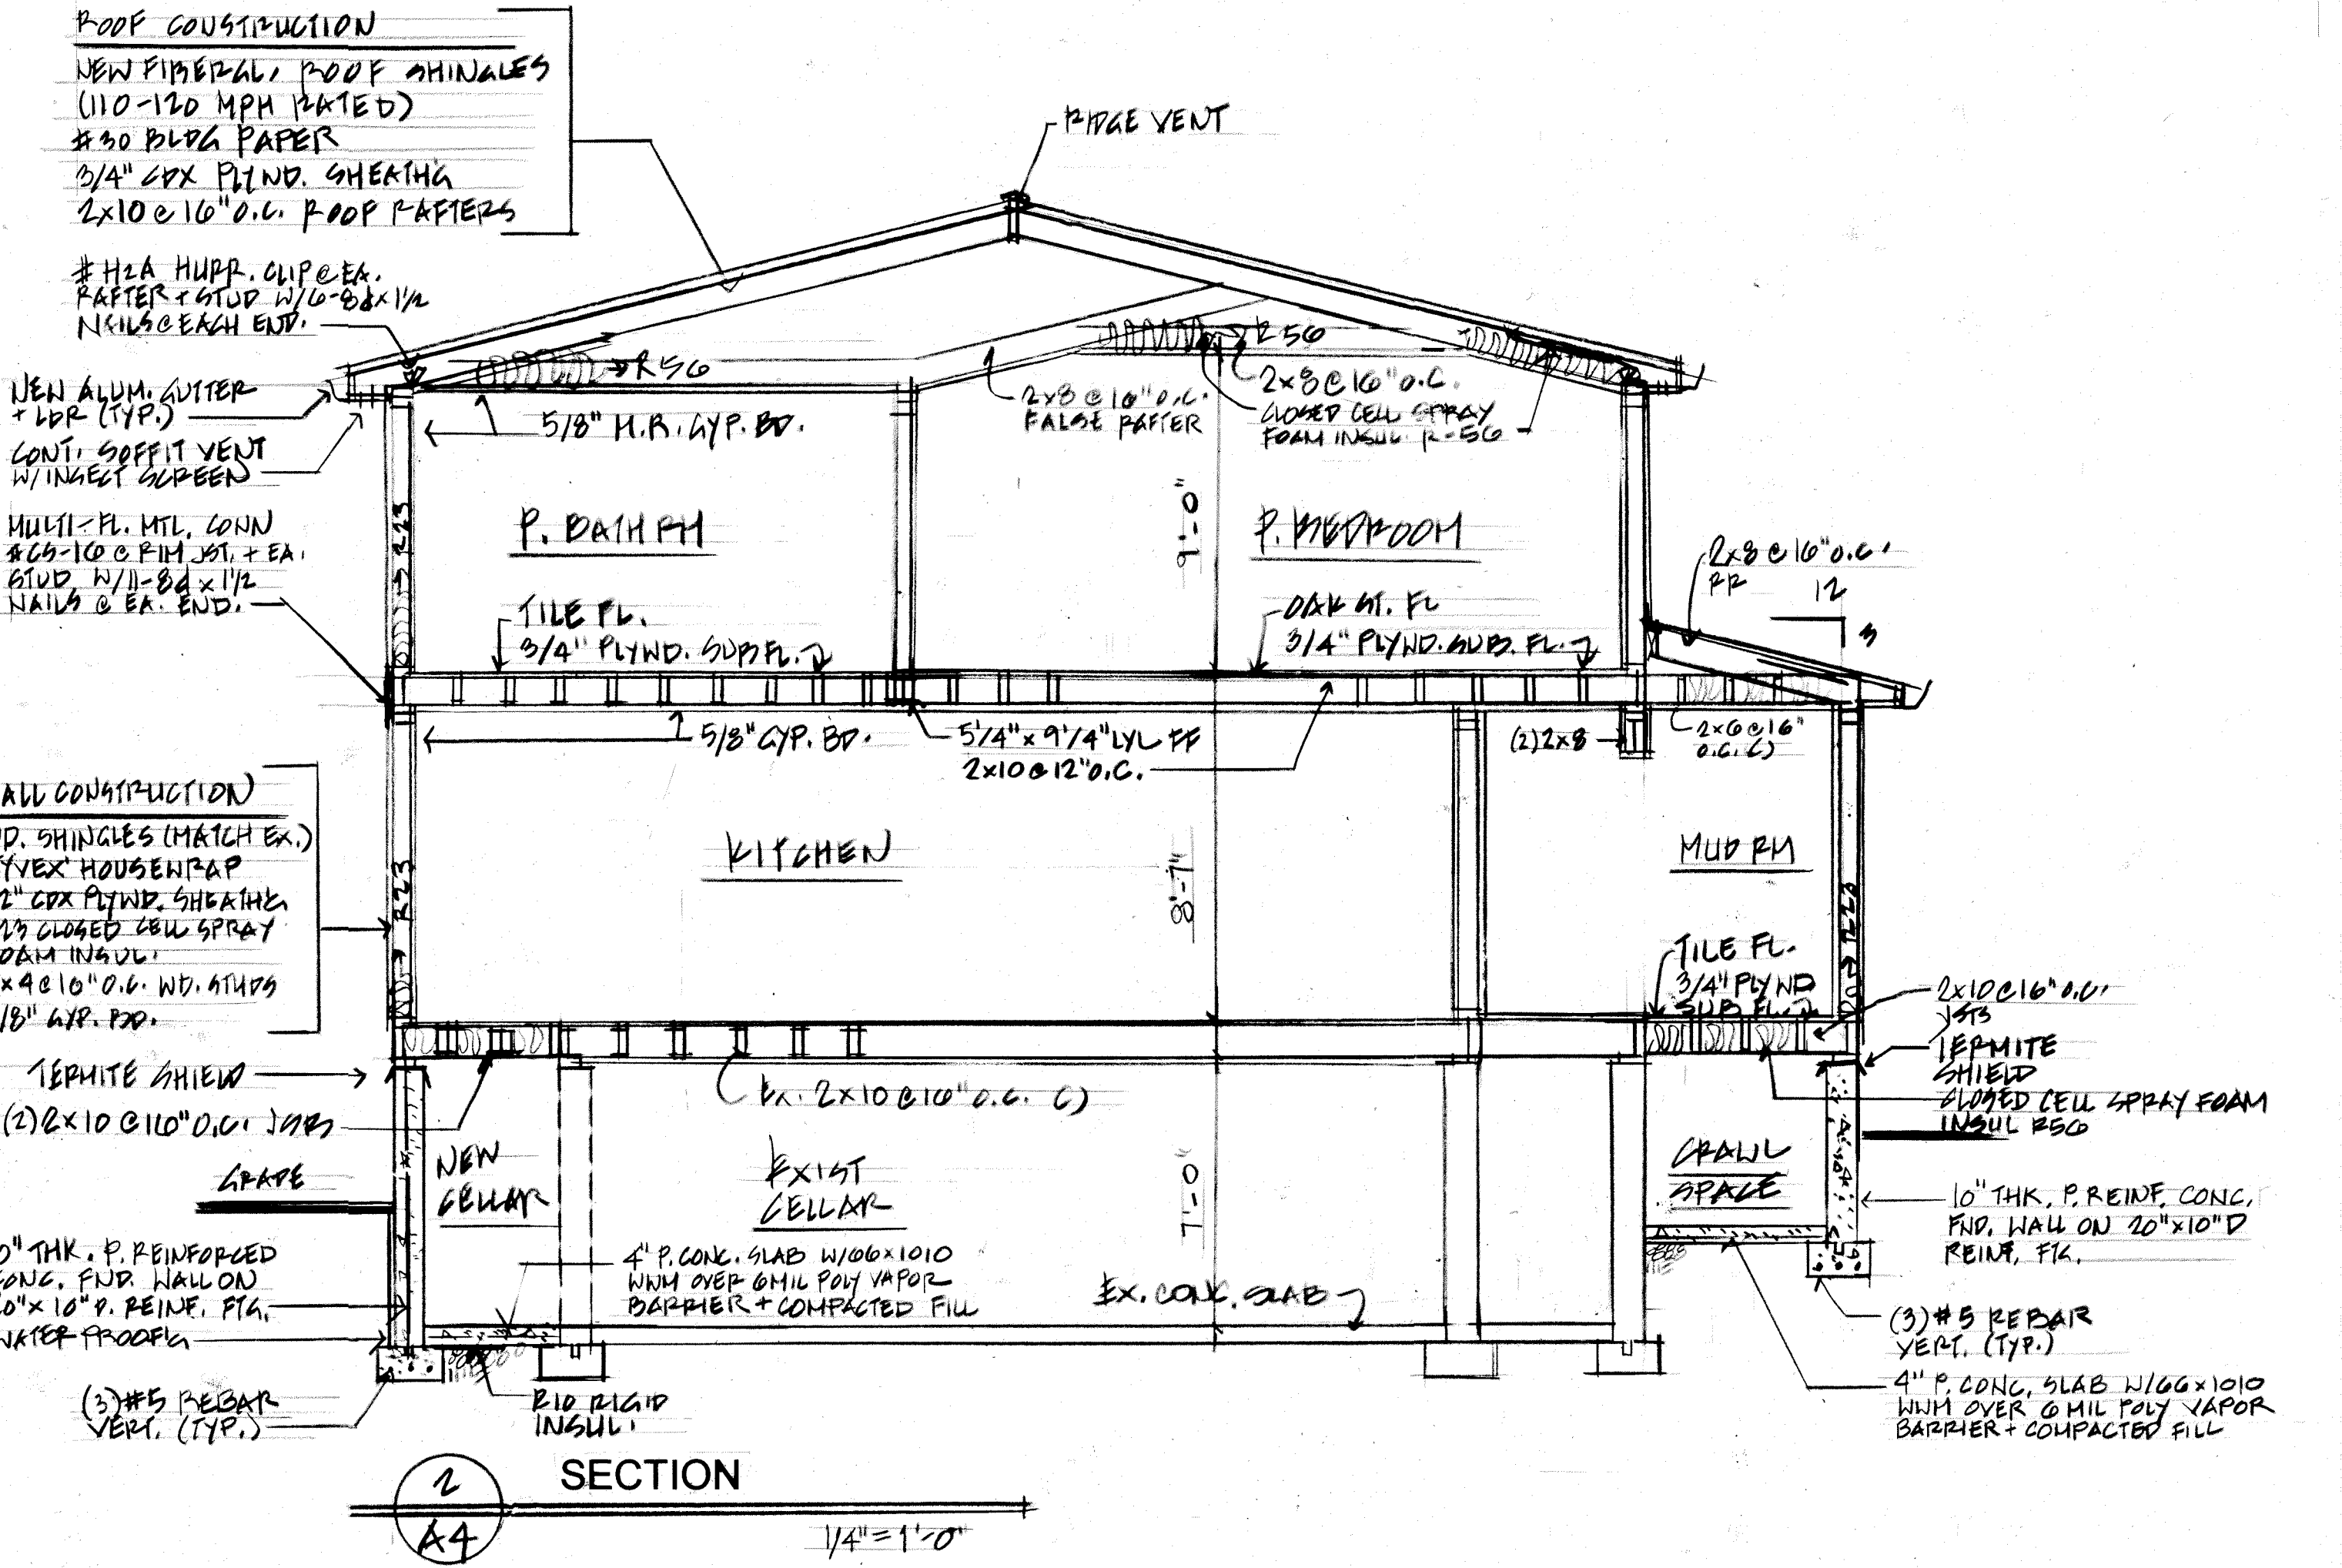 ROOF CONSTRUCTION
NEW FIBERGL. ROOF SHINGLES
(110-120 MPH RATED)
#30 BLDG PAPER
3/4" CDX PLYWD. SHEATHG
2x10 @ 16" O.C. ROOF RAFTERS
#H2A HURR. CLIP @ EA.
RAFTER + STUD W/6-8d x 1 1/2
NAILS @ EACH END.
NEW ALUM. GUTTER
+ LDR (TYP.)
CONT. SOFFIT VENT
W/INSECT SCREEN
MULTI-FL. MTL. CONN
#CS-16 @ RIM JST. + EA.
STUD W/11-8d x 1 1/2
NAILS @ EA. END.
RIDGE VENT
R56
R56
2x8 @ 16" O.C.
FALSE RAFTER
2x8 @ 16" O.C.
CLOSED CELL SPRAY
FOAM INSUL. R-56
5/8" M.R. GYP. BD.
R23
P. BATH RM
9'-0"
P. BEDROOM
2x8 @ 16" O.C.
RR
12
3
TILE FL.
3/4" PLYWD. SUB FL.
OAK ST. FL
3/4" PLYWD. SUB. FL.
5/8" GYP. BD.
5 1/4" x 9 1/4" LVL FF
2x10 @ 12" O.C.
(2) 2x8
2x6 @ 16"
O.C. CJ
ALL CONSTRUCTION
D. SHINGLES (MATCH EX.)
YVEX' HOUSEWRAP
2" CDX PLYWD. SHEATHG
23 CLOSED CELL SPRAY
OAM INSUL.
x4 @ 16" O.C. WD. STUDS
/8" GYP. BD.
R23
KITCHEN
8'-7"
MUD RM
TILE FL.
3/4" PLYWD
SUB FL.
2x10 @ 16" O.C.
JSTS
TERMITE
SHIELD
CLOSED CELL SPRAY FOAM
INSUL R56
TERMITE SHIELD
(2) 2x10 @ 16" O.C. JSTS
EX. 2x10 @ 16" O.C. CJ
GRADE
NEW
CELLAR
EXIST
CELLAR
7'-0"
CRAWL
SPACE
10" THK. P. REINF. CONC.
FND. WALL ON 20"x10"D
REINF. FTG.
0" THK. P. REINFORCED
CONC. FND. WALL ON
0"x10" D. REINF. FTG.
WATERPROOF'G
4" P. CONC. SLAB W/66x1010
WWM OVER 6 MIL POLY VAPOR
BARRIER + COMPACTED FILL
EX. CONC. SLAB
(3) #5 REBAR
VERT. (TYP.)
4" P. CONC. SLAB W/66x1010
WWM OVER 6 MIL POLY VAPOR
BARRIER + COMPACTED FILL
(3) #5 REBAR
VERT. (TYP.)
R10 RIGID
INSUL.
2
A4
SECTION
1/4" = 1'-0"